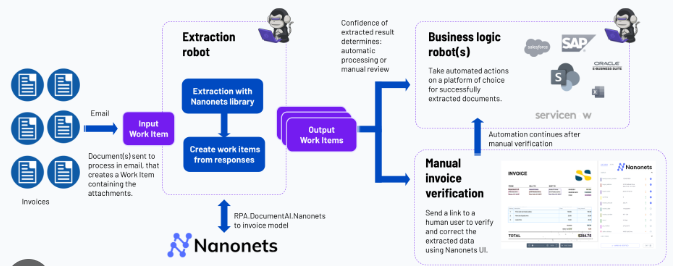 Invoices
Email
Document(s) sent to
process in email, that
creates a Work Item
containing the
attachments.
Input
Work Item
Extraction
robot
Extraction with
Nanonets library
Create work items
from responses
RPA.DocumentAI.Nanonets
to invoice model
Nanonets
Output
Work Items
Confidence of
extracted result
determines:
automatic
processing or
manual review
Business logic
robot(s)
Take automated actions
on a platform of choice
for successfully
extracted documents.
salesforce
SAP
ORACLE
E-BUSINESS SUITE
S
servicen w
Automation continues after
manual verification
Manual
invoice
verification
Send a link to a
human user to verify
and correct the
extracted data
using Nanonets UI.
INVOICE
TOTAL
Nanonets